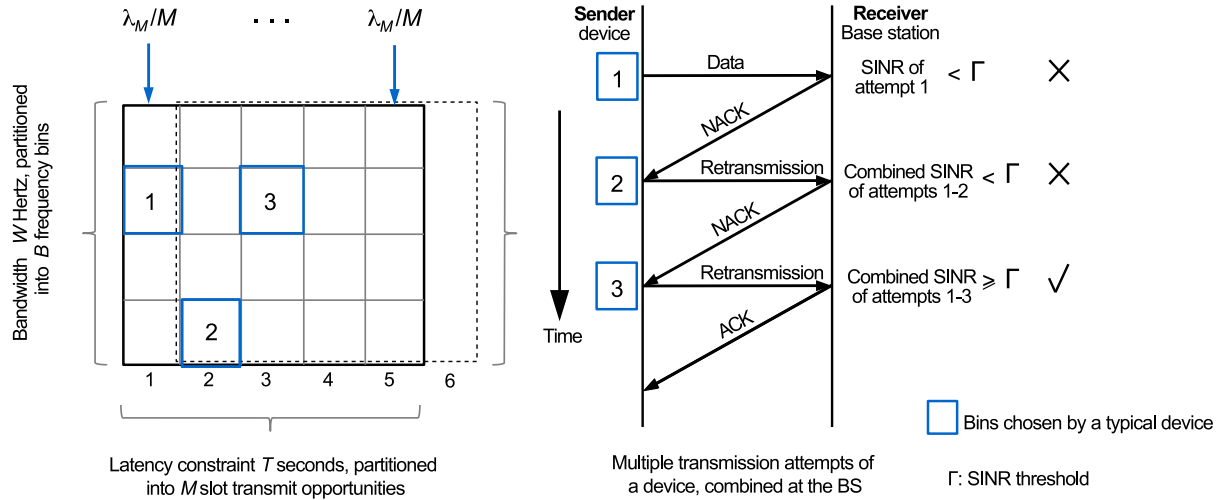 λ_M/M
. . .
λ_M/M
Bandwidth W Hertz, partitioned
into B frequency bins
1
3
2
1
2
3
4
5
6
Latency constraint T seconds, partitioned
into M slot transmit opportunities
Sender
device
Receiver
Base station
1
Data
SINR of
attempt 1
< Γ
×
NACK
2
Retransmission
Combined SINR
of attempts 1-2
< Γ
×
NACK
3
Retransmission
Combined SINR
of attempts 1-3
⩾ Γ
√
ACK
Time
Multiple transmission attempts of
a device, combined at the BS
Bins chosen by a typical device
Γ: SINR threshold